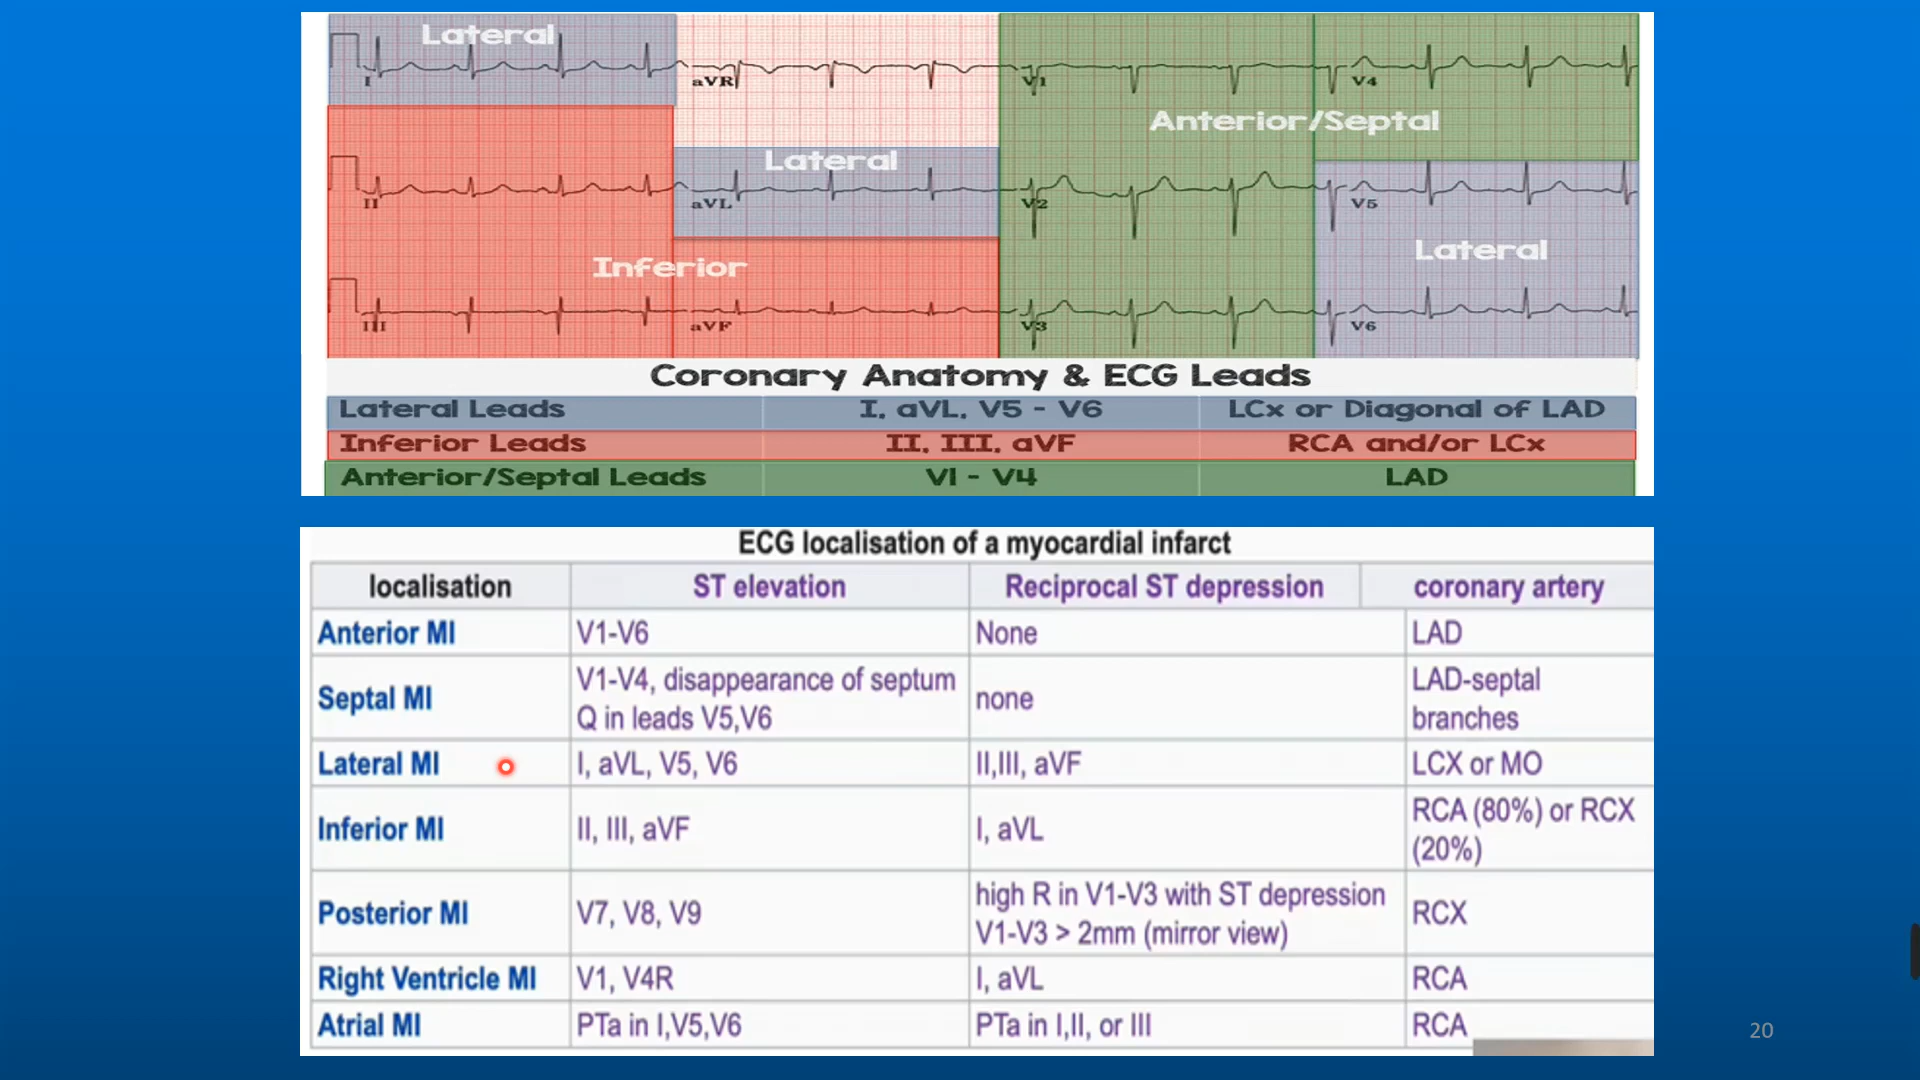 Lateral
I
aVR
V1
V4
Anterior/Septal
Lateral
II
aVL
V2
V5
Lateral
Inferior
III
aVF
V3
V6
Coronary Anatomy & ECG Leads
Lateral Leads I, aVL, V5 - V6 LCx or Diagonal of LAD
Inferior Leads II, III, aVF RCA and/or LCx
Anterior/Septal Leads V1 - V4 LAD
ECG localisation of a myocardial infarct
localisation ST elevation Reciprocal ST depression coronary artery
Anterior MI V1-V6 None LAD
Septal MI V1-V4, disappearance of septum
Q in leads V5,V6 none LAD-septal
branches
Lateral MI I, aVL, V5, V6 II,III, aVF LCX or MO
Inferior MI II, III, aVF I, aVL RCA (80%) or RCX
(20%)
Posterior MI V7, V8, V9 high R in V1-V3 with ST depression
V1-V3 > 2mm (mirror view) RCX
Right Ventricle MI V1, V4R I, aVL RCA
Atrial MI PTa in I,V5,V6 PTa in I,II, or III RCA
20